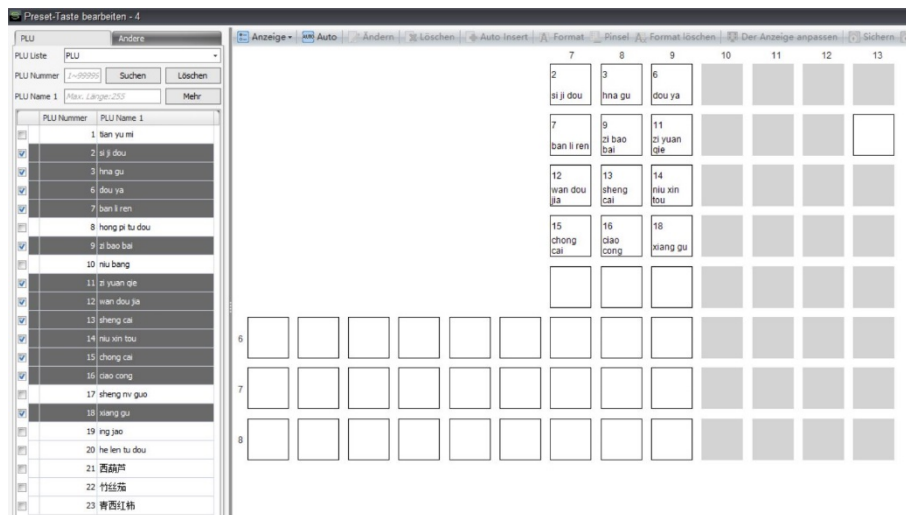 Preset-Taste bearbeiten - 4
PLU
Andere
Anzeige
Auto
Ändern
Löschen
Auto Insert
Format
Pinsel
Format löschen
Der Anzeige anpassen
Sichern
PLU Liste
PLU
PLU Nummer
1~99999
Suchen
Löschen
PLU Name 1
Max. Länge:255
Mehr
PLU Nummer PLU Name 1
1 tian yu mi
2 si ji dou
3 hna gu
6 dou ya
7 ban li ren
8 hong pi tu dou
9 zi bao bai
10 niu bang
11 zi yuan qie
12 wan dou jia
13 sheng cai
14 niu xin tou
15 chong cai
16 ciao cong
17 sheng nv guo
18 xiang gu
19 ing jao
20 he len tu dou
21 西葫芦
22 竹丝茄
23 青西红柿
7 8 9 10 11 12 13
2
si ji dou
3
hna gu
6
dou ya
7
ban li ren
9
zi bao
bai
11
zi yuan
qie
12
wan dou
jia
13
sheng
cai
14
niu xin
tou
15
chong
cai
16
ciao
cong
18
xiang gu
6
7
8